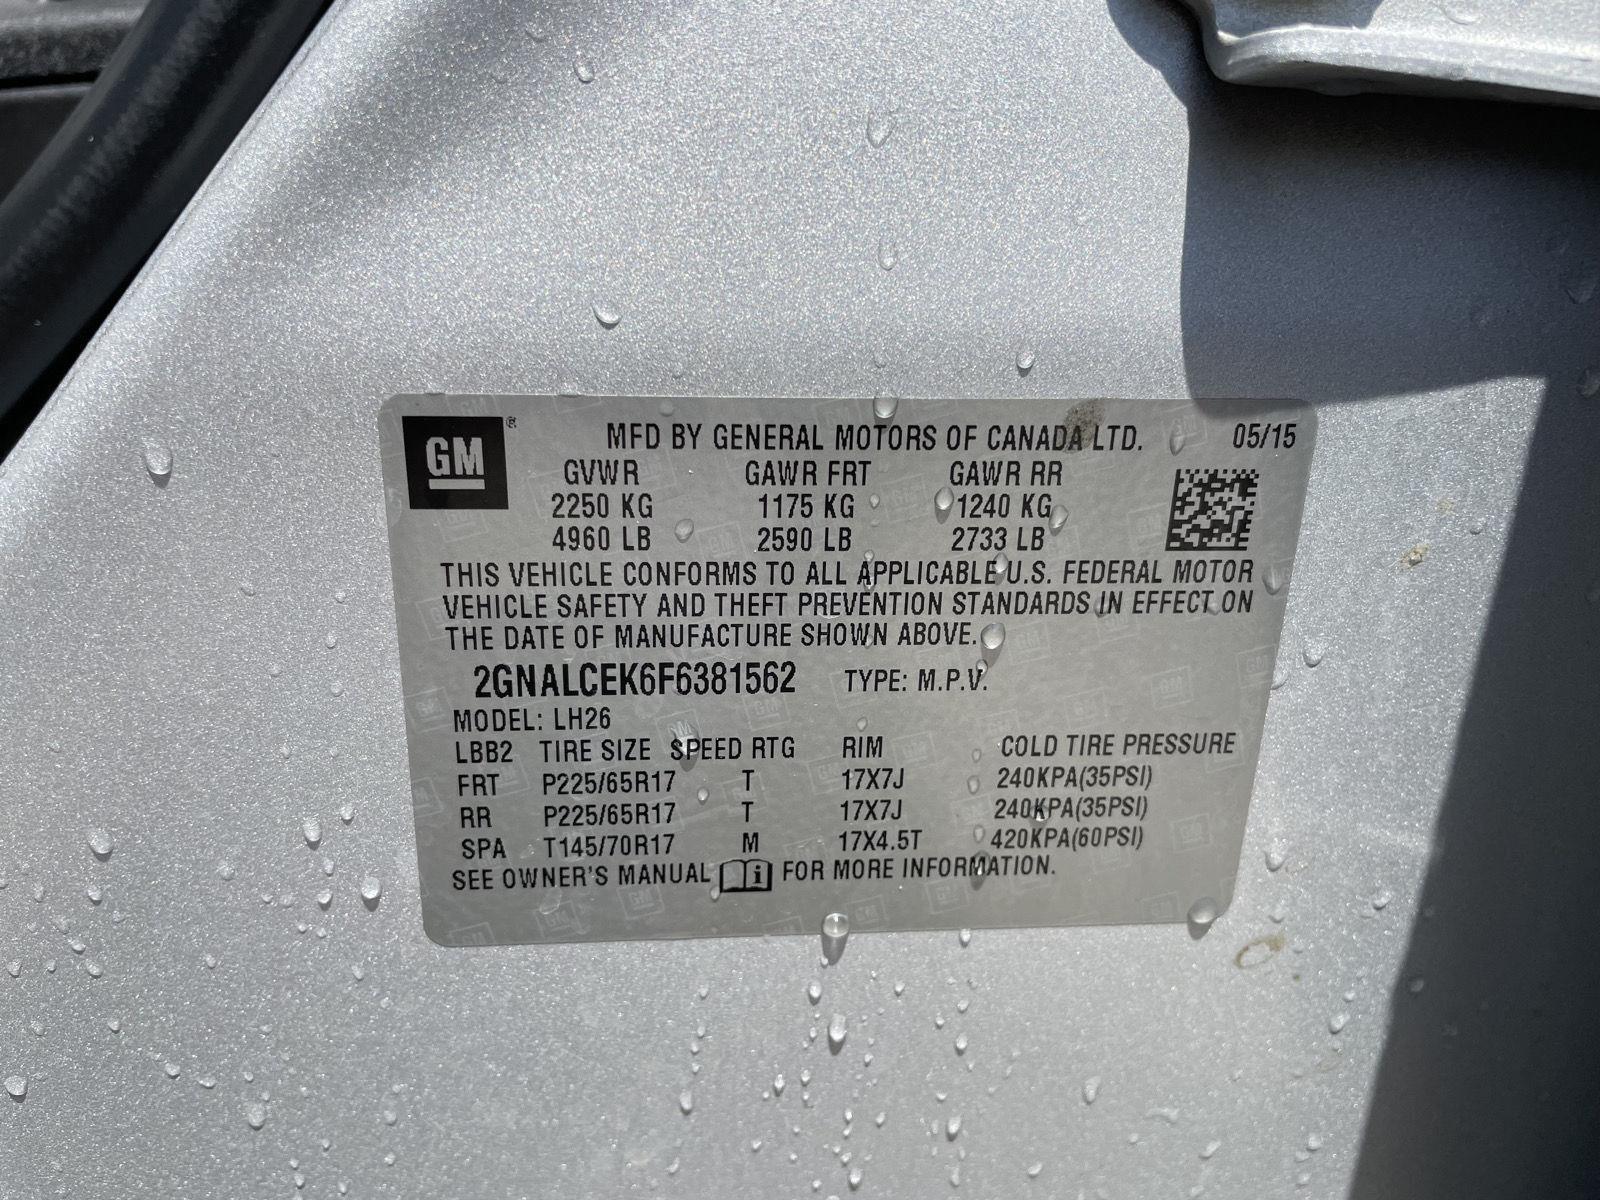 GM®
MFD BY GENERAL MOTORS OF CANADA LTD. 05/15
GVWR GAWR FRT GAWR RR
2250 KG 1175 KG 1240 KG
4960 LB 2590 LB 2733 LB
THIS VEHICLE CONFORMS TO ALL APPLICABLE U.S. FEDERAL MOTOR
VEHICLE SAFETY AND THEFT PREVENTION STANDARDS IN EFFECT ON
THE DATE OF MANUFACTURE SHOWN ABOVE.
2GNALCEK6F6381562 TYPE: M.P.V.
MODEL: LH26
LBB2 TIRE SIZE SPEED RTG RIM COLD TIRE PRESSURE
FRT P225/65R17 T 17X7J 240KPA(35PSI)
RR P225/65R17 T 17X7J 240KPA(35PSI)
SPA T145/70R17 M 17X4.5T 420KPA(60PSI)
SEE OWNER'S MANUAL i FOR MORE INFORMATION.